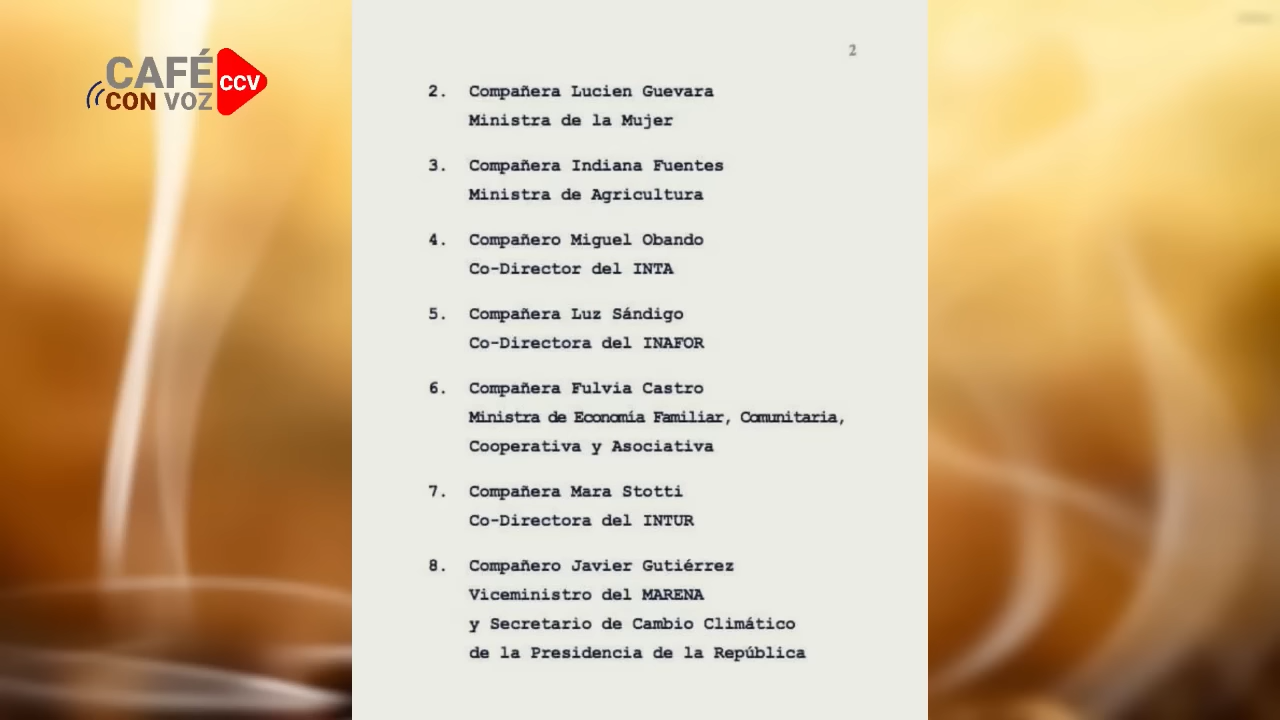 CAFÉ
CON VOZ
CCV
2
2. Compañera Lucien Guevara
Ministra de la Mujer
3. Compañera Indiana Fuentes
Ministra de Agricultura
4. Compañero Miguel Obando
Co-Director del INTA
5. Compañera Luz Sándigo
Co-Directora del INAFOR
6. Compañera Fulvia Castro
Ministra de Economía Familiar, Comunitaria,
Cooperativa y Asociativa
7. Compañera Mara Stotti
Co-Directora del INTUR
8. Compañero Javier Gutiérrez
Viceministro del MARENA
y Secretario de Cambio Climático
de la Presidencia de la República